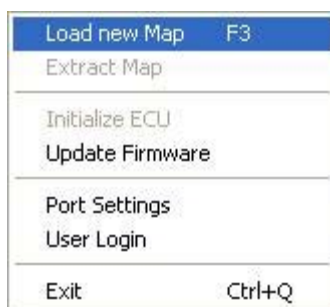 Load new Map F3
Extract Map
Initialize ECU
Update Firmware
Port Settings
User Login
Exit Ctrl+Q